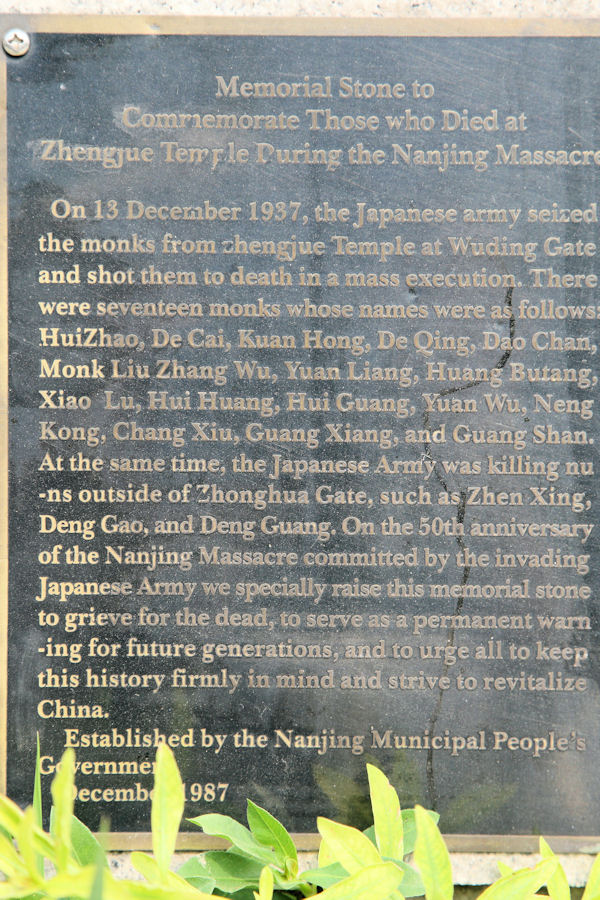 Memorial Stone to
Commemorate Those who Died at
Zhengjue Temple During the Nanjing Massacre
On 13 December 1937, the Japanese army seized
the monks from zhengjue Temple at Wuding Gate
and shot them to death in a mass execution. There
were seventeen monks whose names were as follows:
HuiZhao, De Cai, Kuan Hong, De Qing, Dao Chan,
Monk Liu Zhang Wu, Yuan Liang, Huang Butang,
Xiao Lu, Hui Huang, Hui Guang, Yuan Wu, Neng
Kong, Chang Xiu, Guang Xiang, and Guang Shan.
At the same time, the Japanese Army was killing nu
-ns outside of Zhonghua Gate, such as Zhen Xing,
Deng Gao, and Deng Guang. On the 50th anniversary
of the Nanjing Massacre committed by the invading
Japanese Army we specially raise this memorial stone
to grieve for the dead, to serve as a permanent warn
-ing for future generations, and to urge all to keep
this history firmly in mind and strive to revitalize
China.
Established by the Nanjing Municipal People's
Government
December 1987